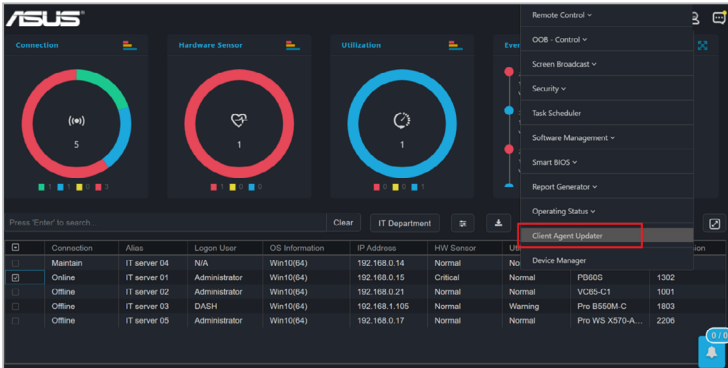 ASUS
Remote Control
OOB - Control
Screen Broadcast
Security
Task Scheduler
Software Management
Smart BIOS
Report Generator
Operating Status
Client Agent Updater
Device Manager
Connection
Hardware Sensor
Utilization
5
1
1
1 1 0 3
1 0 0
1 0 0
Press 'Enter' to search
Clear
IT Department
Connection Alias Logon User OS Information IP Address HW Sensor
Maintain IT server 04 N/A Win10(64) 192.168.0.14 Normal
Online IT server 01 Administrator Win10(64) 192.168.0.15 Critical Normal PB60S 1302
Offline IT server 02 Administrator Win10(64) 192.168.0.21 Normal Normal VC65-C1 1001
Offline IT server 03 DASH Win10(64) 192.168.1.105 Normal Warning Pro B550M-C 1803
Offline IT server 05 Administrator Win10(64) 192.168.0.17 Normal Normal Pro WS X570-A... 2206